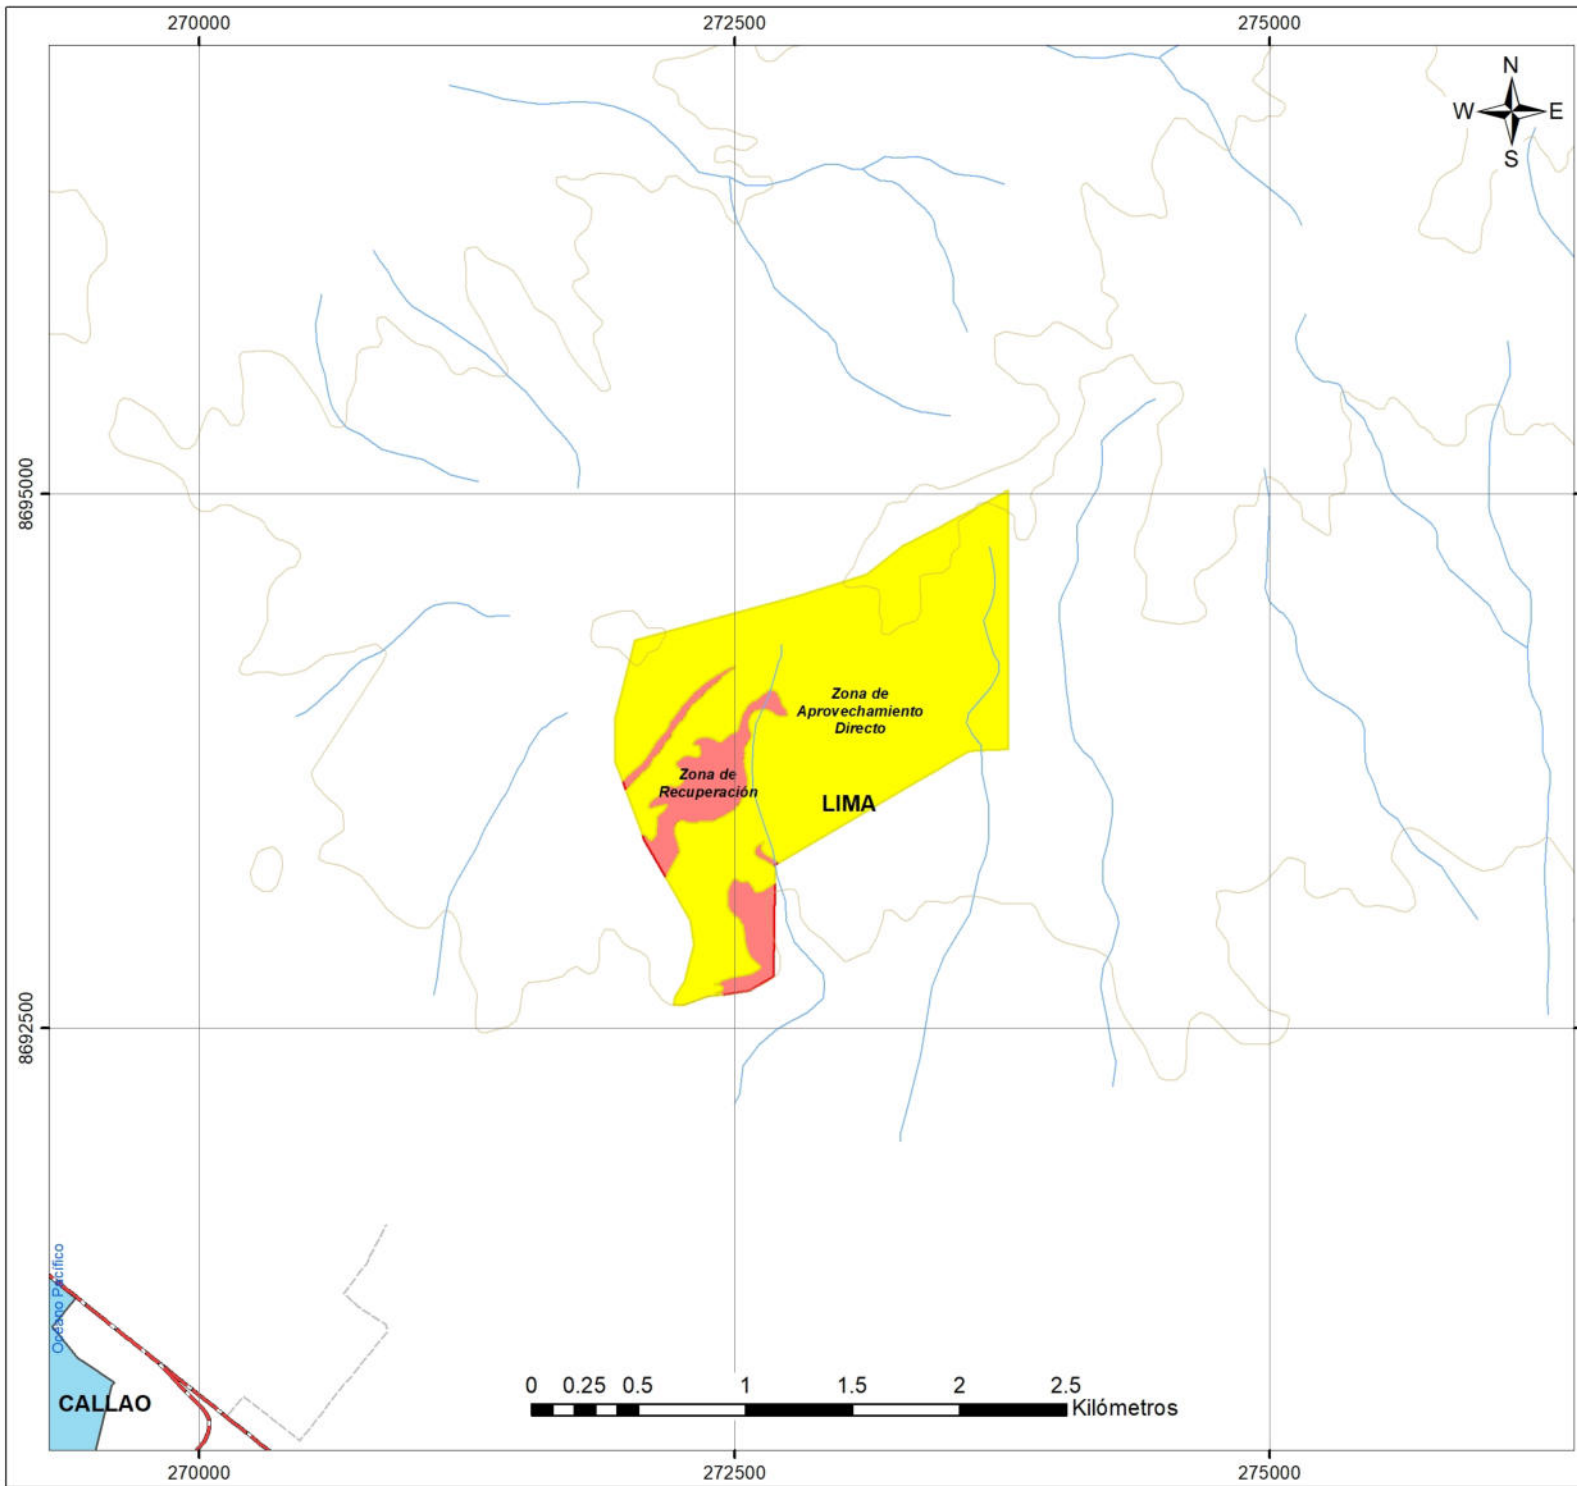 270000 272500 275000
N
W E
S
8695000
Zona de
Aprovechamiento
Directo
Zona de
Recuperación
LIMA
8692500
Océano Pacífico
CALLAO
0 0.25 0.5 1 1.5 2 2.5
Kilómetros
270000 272500 275000